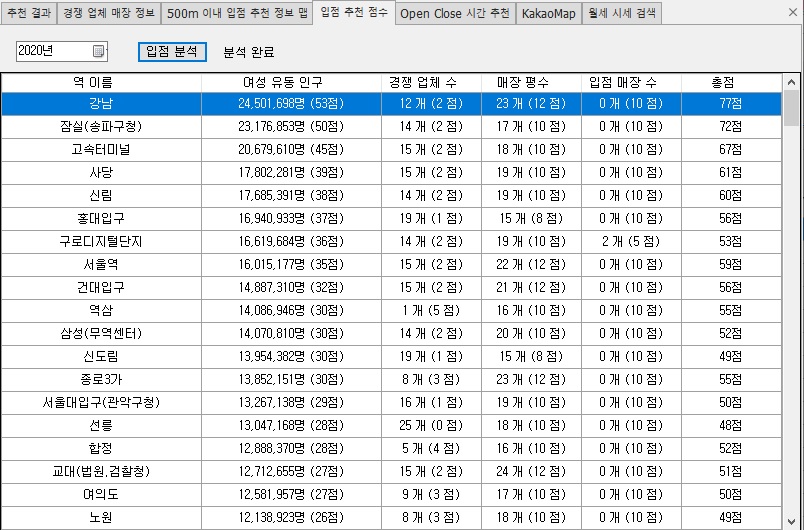 추천 결과 경쟁 업체 매장 정보 500m 이내 입점 추천 정보 맵 입점 추천 점수 Open Close 시간 추천 KakaoMap 월세 시세 검색
2020년 입점 분석 분석 완료
역 이름 여성 유동 인구 경쟁 업체 수 매장 평수 입점 매장 수 총점
강남 24,501,698명 (53점) 12 개 (2 점) 23 개 (12 점) 0 개 (10 점) 77점
잠실(송파구청) 23,176,853명 (50점) 14 개 (2 점) 17 개 (10 점) 0 개 (10 점) 72점
고속터미널 20,679,610명 (45점) 15 개 (2 점) 18 개 (10 점) 0 개 (10 점) 67점
사당 17,802,281명 (39점) 15 개 (2 점) 19 개 (10 점) 0 개 (10 점) 61점
신림 17,685,391명 (38점) 14 개 (2 점) 19 개 (10 점) 0 개 (10 점) 60점
홍대입구 16,940,933명 (37점) 19 개 (1 점) 15 개 (8 점) 0 개 (10 점) 56점
구로디지털단지 16,619,684명 (36점) 14 개 (2 점) 19 개 (10 점) 2 개 (5 점) 53점
서울역 16,015,177명 (35점) 15 개 (2 점) 22 개 (12 점) 0 개 (10 점) 59점
건대입구 14,887,310명 (32점) 15 개 (2 점) 21 개 (12 점) 0 개 (10 점) 56점
역삼 14,086,946명 (30점) 1 개 (5 점) 16 개 (10 점) 0 개 (10 점) 55점
삼성(무역센터) 14,070,810명 (30점) 14 개 (2 점) 20 개 (10 점) 0 개 (10 점) 52점
신도림 13,954,382명 (30점) 19 개 (1 점) 15 개 (8 점) 0 개 (10 점) 49점
종로3가 13,852,151명 (30점) 8 개 (3 점) 23 개 (12 점) 0 개 (10 점) 55점
서울대입구(관악구청) 13,267,138명 (29점) 16 개 (1 점) 19 개 (10 점) 0 개 (10 점) 50점
선릉 13,047,168명 (28점) 25 개 (0 점) 18 개 (10 점) 0 개 (10 점) 48점
합정 12,888,370명 (28점) 5 개 (4 점) 16 개 (10 점) 0 개 (10 점) 52점
교대(법원,검찰청) 12,712,655명 (27점) 15 개 (2 점) 24 개 (12 점) 0 개 (10 점) 51점
여의도 12,581,957명 (27점) 9 개 (3 점) 17 개 (10 점) 0 개 (10 점) 50점
노원 12,138,923명 (26점) 8 개 (3 점) 18 개 (10 점) 0 개 (10 점) 49점